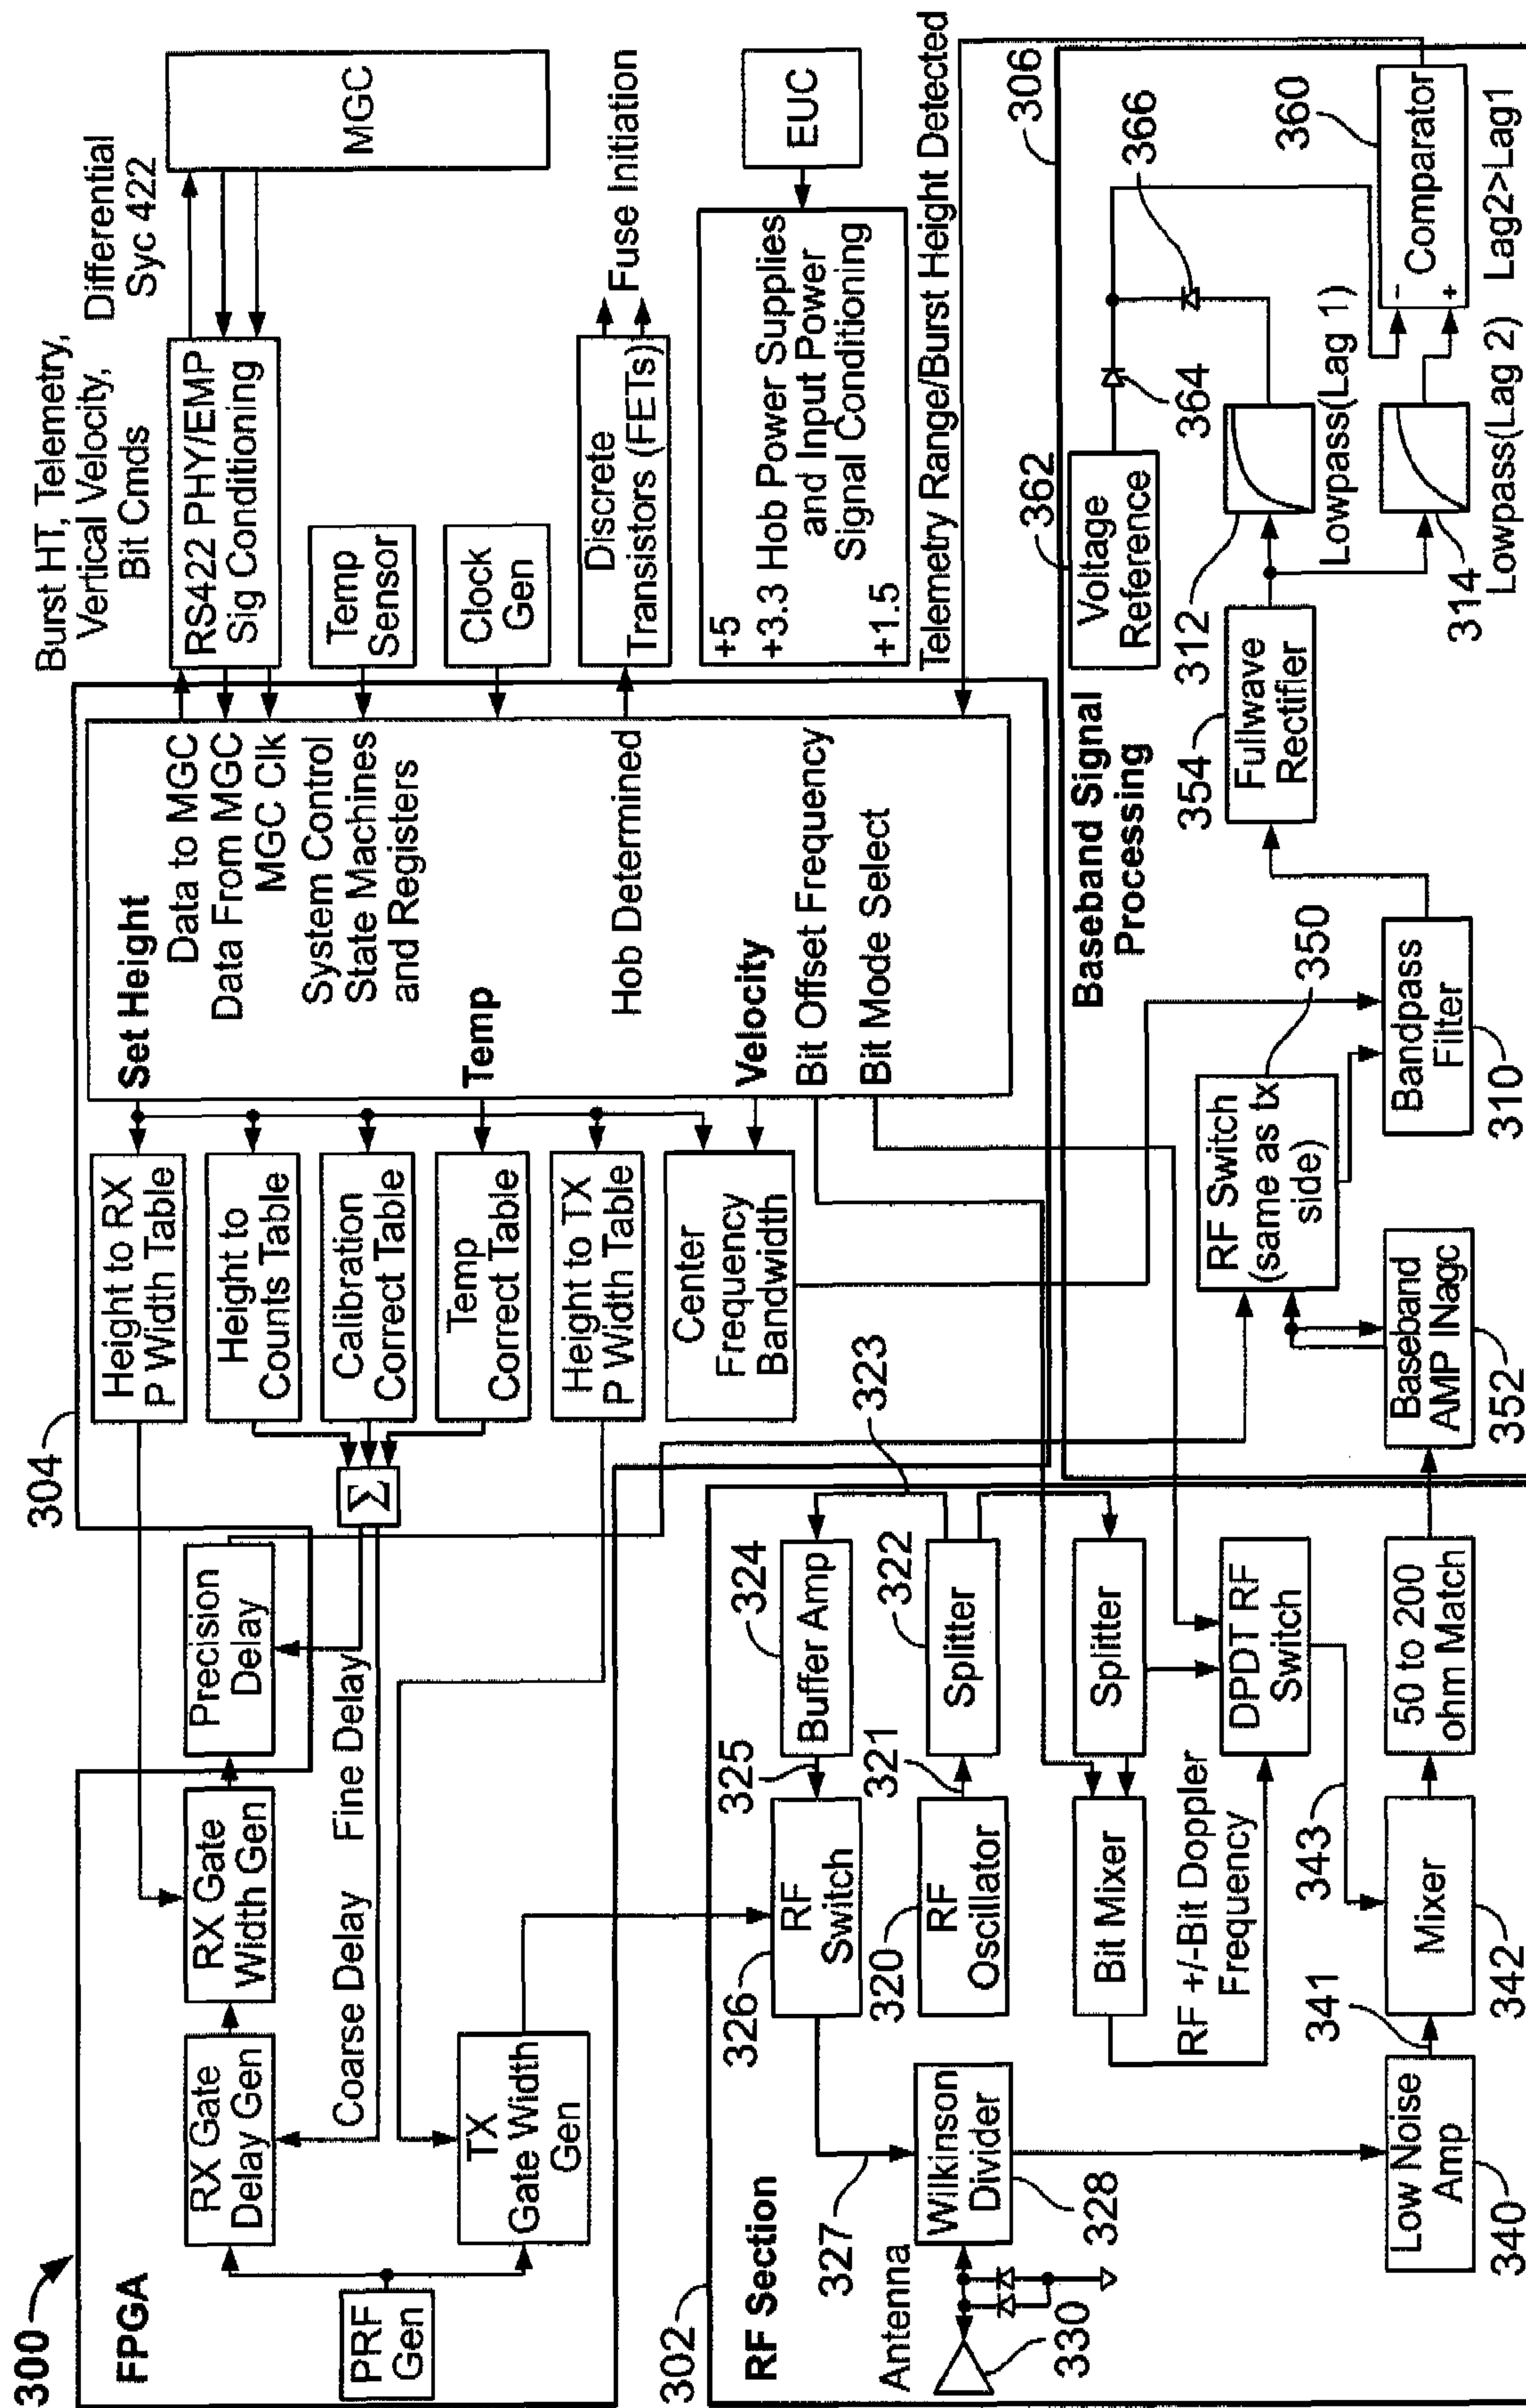 300
FPGA
304
PRF
Gen
RX Gate
Delay Gen
RX Gate
Width Gen
Precision
Delay
Coarse Delay
Fine Delay
TX
Gate Width
Gen
Σ
Height to RX
P Width Table
Height to
Counts Table
Calibration
Correct Table
Temp
Correct Table
Height to TX
P Width Table
Center
Frequency
Bandwidth
Set Height
Data to MGC
Data From MGC
MGC Clk
System Control
State Machines
and Registers
Temp
Hob Determined
Velocity
Bit Offset Frequency
Bit Mode Select
Burst HT, Telemetry,
Vertical Velocity,
Bit Cmds
Differential
Syc 422
RS422 PHY/EMP
Sig Conditioning
MGC
Temp
Sensor
Clock
Gen
Discrete
Transistors (FETs)
Fuse Initiation
+5
+3.3 Hob Power Supplies
and Input Power
Signal Conditioning
+1.5
EUC
Telemetry Range/Burst Height Detected
302
RF Section
Antenna
330
327
Wilkinson
Divider
328
326
RF
Switch
325
324
Buffer Amp
323
320
RF
Oscillator
321
322
Splitter
Bit Mixer
Splitter
RF +/-Bit Doppler
Frequency
DPDT RF
Switch
343
340
Low Noise
Amp
341
342
Mixer
50 to 200
ohm Match
306
Baseband Signal
Processing
352
Baseband
AMP INagc
350
RF Switch
(same as tx
side)
310
Bandpass
Filter
354
Fullwave
Rectifier
362
Voltage
Reference
364
366
312
Lowpass(Lag 1)
314
Lowpass(Lag 2)
-
+
Comparator
360
Lag2>Lag1